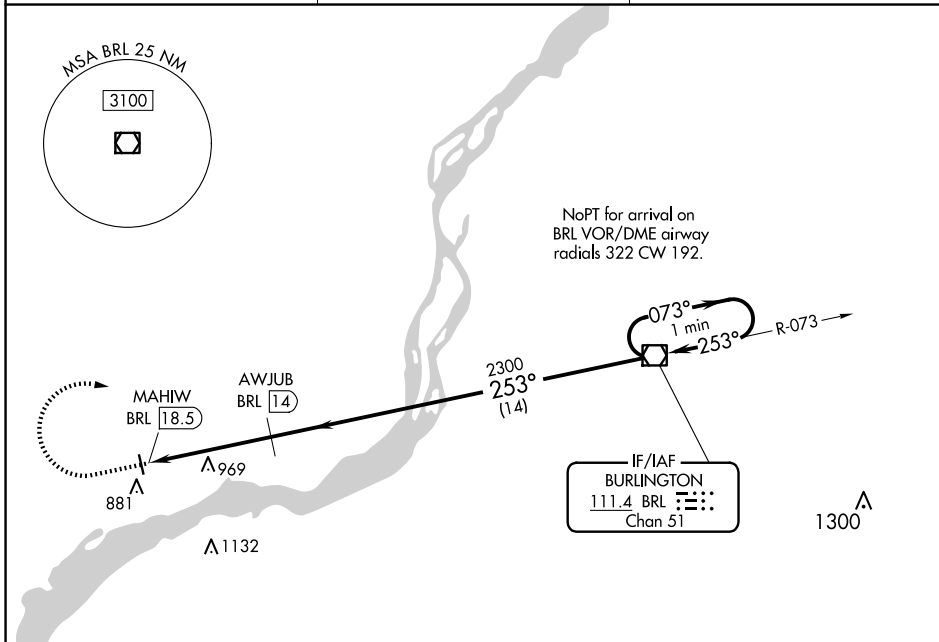 MSA BRL 25 NM
3100
NoPT for arrival on
BRL VOR/DME airway
radials 322 CW 192.
073°
1 min
253°
R-073
2300
253°
(14)
AWJUB
BRL 14
MAHIW
BRL 18.5
969
881
1132
IF/IAF
BURLINGTON
111.4 BRL
Chan 51
1300